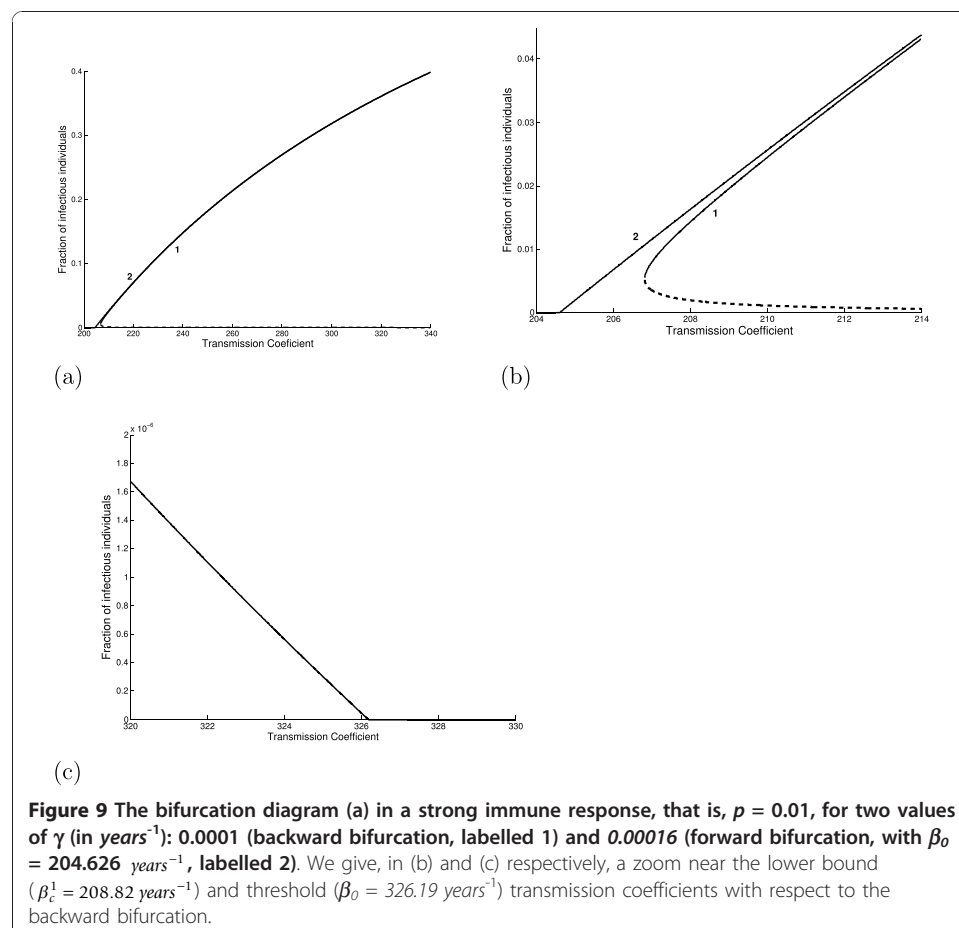 0.4
0.3
0.2
0.1
0
Fraction of infectious individuals
2
1
200 220 240 260 280 300 320 340
Transmission Coeficient
(a)
0.04
0.03
0.02
0.01
0
Fraction of infectious individuals
2
1
204 206 208 210 212 214
Transmission Coefficient
(b)
2 x 10⁻⁶
1.8
1.6
1.4
1.2
1
0.8
0.6
0.4
0.2
0
Fraction of infectious individuals
320 322 324 326 328 330
Transmission Coefficient
(c)
Figure 9 The bifurcation diagram (a) in a strong immune response, that is, p = 0.01, for two values
of γ (in years⁻¹): 0.0001 (backward bifurcation, labelled 1) and 0.00016 (forward bifurcation, with β₀
= 204.626 years⁻¹, labelled 2). We give, in (b) and (c) respectively, a zoom near the lower bound
(β_c^1 = 208.82 years⁻¹) and threshold (β₀ = 326.19 years⁻¹) transmission coefficients with respect to the
backward bifurcation.